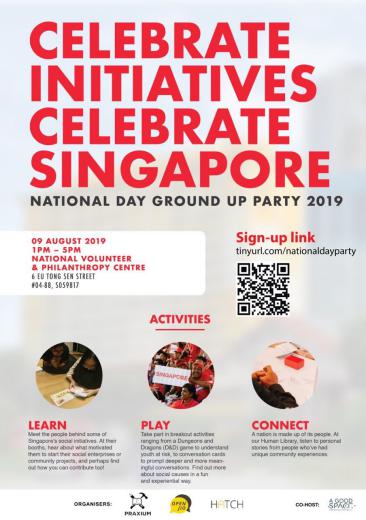 CELEBRATE
INITIATIVES
CELEBRATE
SINGAPORE
NATIONAL DAY GROUND UP PARTY 2019
09 AUGUST 2019
1PM – 5PM
NATIONAL VOLUNTEER
& PHILANTHROPY CENTRE
6 EU TONG SEN STREET
#04-88, S059817
Sign-up link
tinyurl.com/nationaldayparty
ACTIVITIES
SINGAPORE
LEARN
Meet the people behind some of
Singapore's social initiatives. At their
booths, hear about what motivated
them to start their social enterprises or
community projects, and perhaps find
out how you can contribute too!
PLAY
Take part in breakout activities
ranging from a Dungeons and
Dragons (D&D) game to understand
youth at risk, to conversation cards
to prompt deeper and more mean-
ingful conversations. Find out more
about social causes in a fun
and experiential way.
CONNECT
A nation is made up of its people. At
our Human Library, listen to personal
stories from people who've had
unique community experiences.
ORGANISERS:
PRAXIUM
OPEN JIO
HATCH
CO-HOST:
A GOOD
SPACE